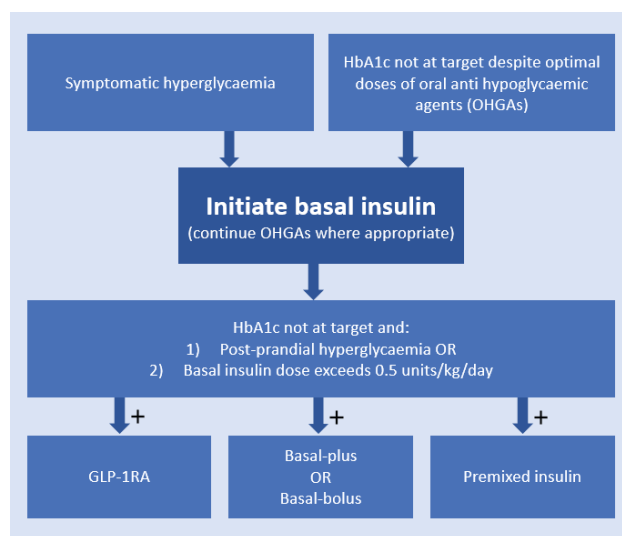 Symptomatic hyperglycaemia
HbA1c not at target despite optimal
doses of oral anti hypoglycaemic
agents (OHGAs)
Initiate basal insulin
(continue OHGAs where appropriate)
HbA1c not at target and:
1) Post-prandial hyperglycaemia OR
2) Basal insulin dose exceeds 0.5 units/kg/day
+
+
+
GLP-1RA
Basal-plus
OR
Basal-bolus
Premixed insulin